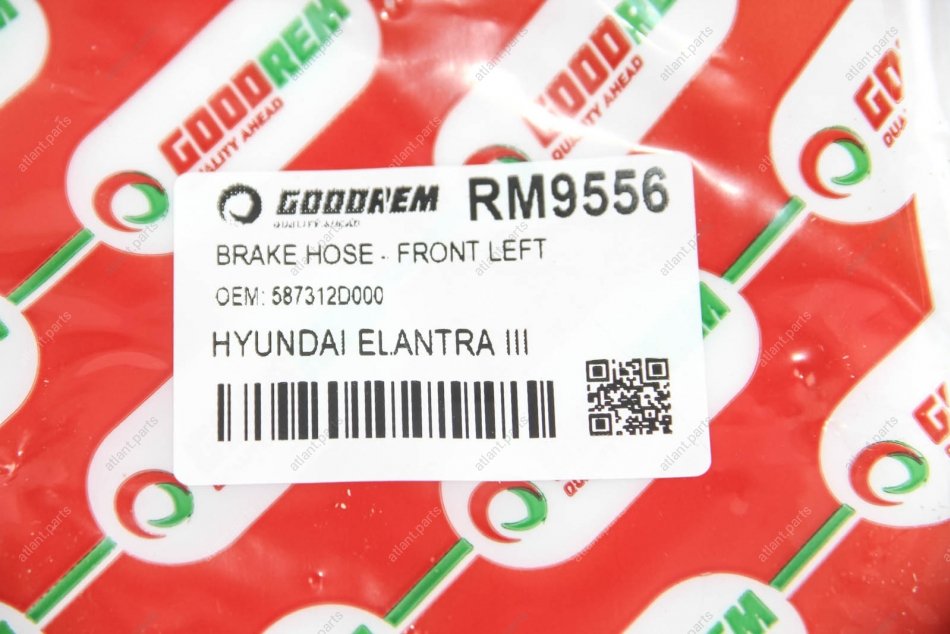 GOODREM
QUALITY AHEAD
GOODREM
QUALITY AHEAD
GOODREM RM9556
QUALITY AHEAD
BRAKE HOSE - FRONT LEFT
OEM: 587312D000
HYUNDAI ELANTRA III
atlant.parts